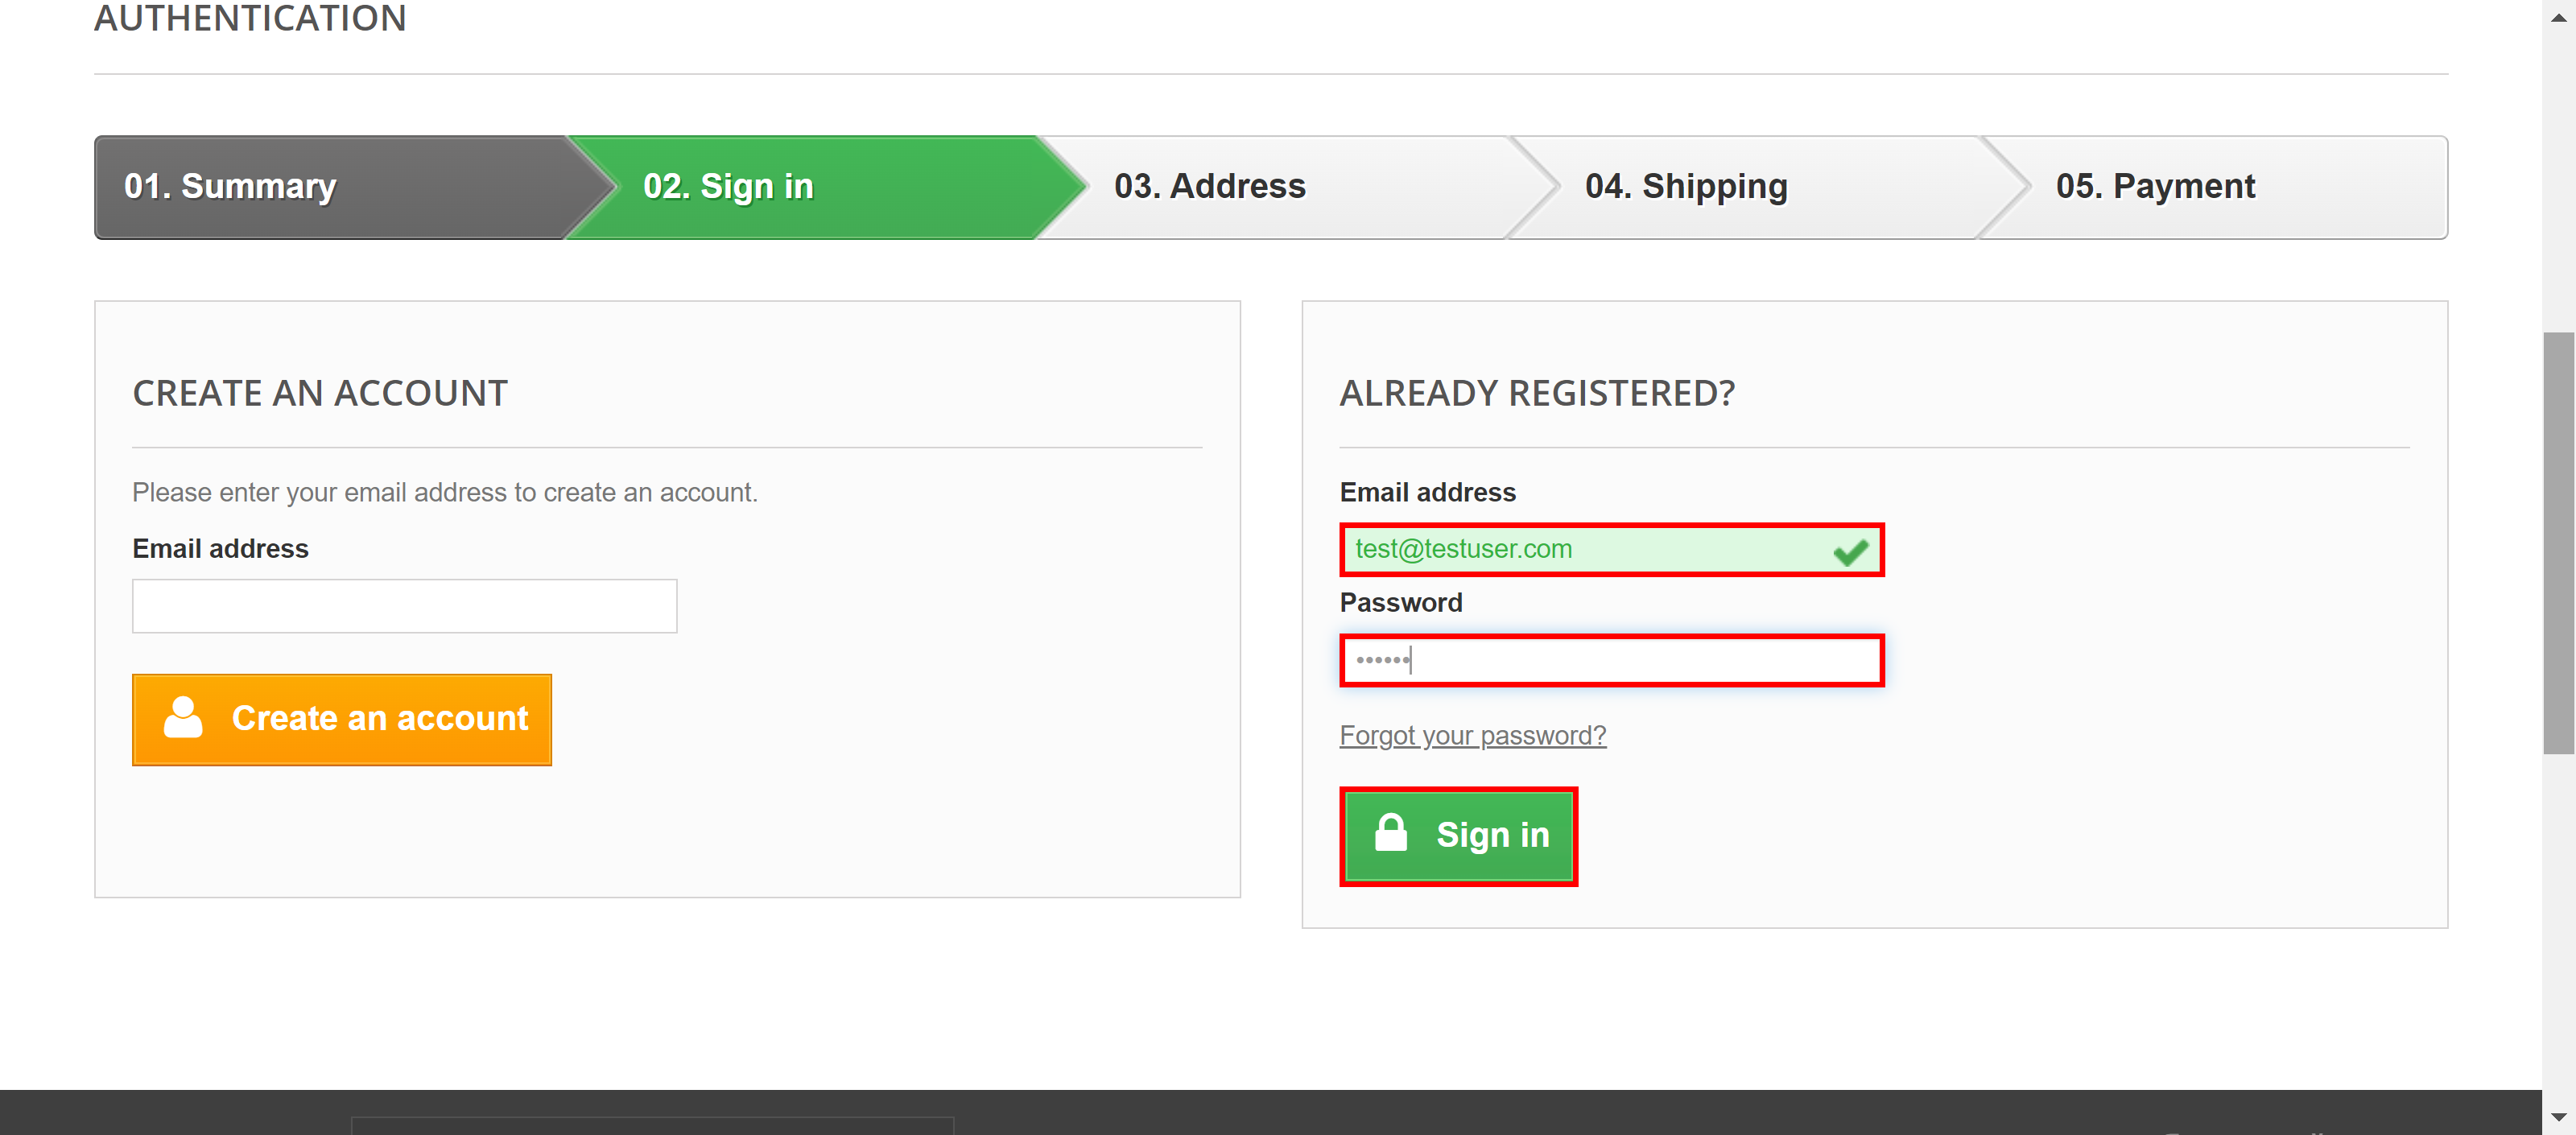 AUTHENTICATION
01. Summary
02. Sign in
03. Address
04. Shipping
05. Payment
CREATE AN ACCOUNT
Please enter your email address to create an account.
Email address
Create an account
ALREADY REGISTERED?
Email address
test@testuser.com
Password
••••••
Forgot your password?
Sign in